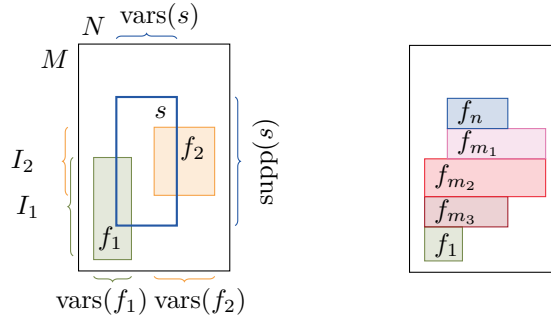 N vars(s)
M
s
f_n
f_2
f_{m_1}
I_2
supp(s)
f_{m_2}
I_1
f_{m_3}
f_1
f_1
vars(f_1) vars(f_2)